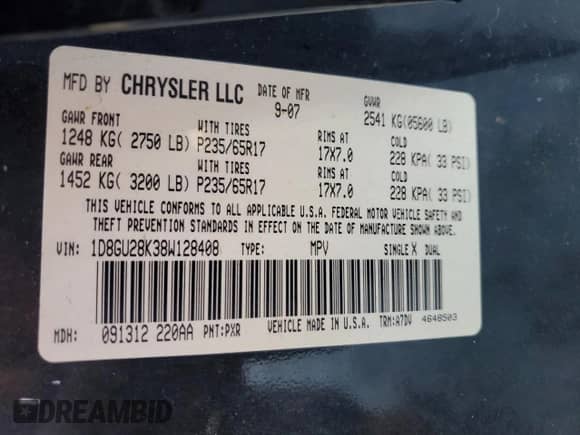 MFD BY CHRYSLER LLC DATE OF MFR 9-07 GVWR 2541 KG(05600 LB)
GAWR FRONT WITH TIRES RIMS AT COLD
1248 KG( 2750 LB) P235/65R17 17X7.0 228 KPA( 33 PSI)
GAWR REAR WITH TIRES RIMS AT COLD
1452 KG( 3200 LB) P235/65R17 17X7.0 228 KPA( 33 PSI)
THIS VEHICLE CONFORMS TO ALL APPLICABLE U.S.A. FEDERAL MOTOR VEHICLE SAFETY AND
THEFT PREVENTION STANDARDS IN EFFECT ON THE DATE OF MANUFACTURE SHOWN ABOVE.
VIN: 1D8GU28K38W128408 TYPE: MPV SINGLE X DUAL
MDH: 091312 220AA PNT:PXR VEHICLE MADE IN U.S.A. TRM:A7DV 4648503
DREAMBID